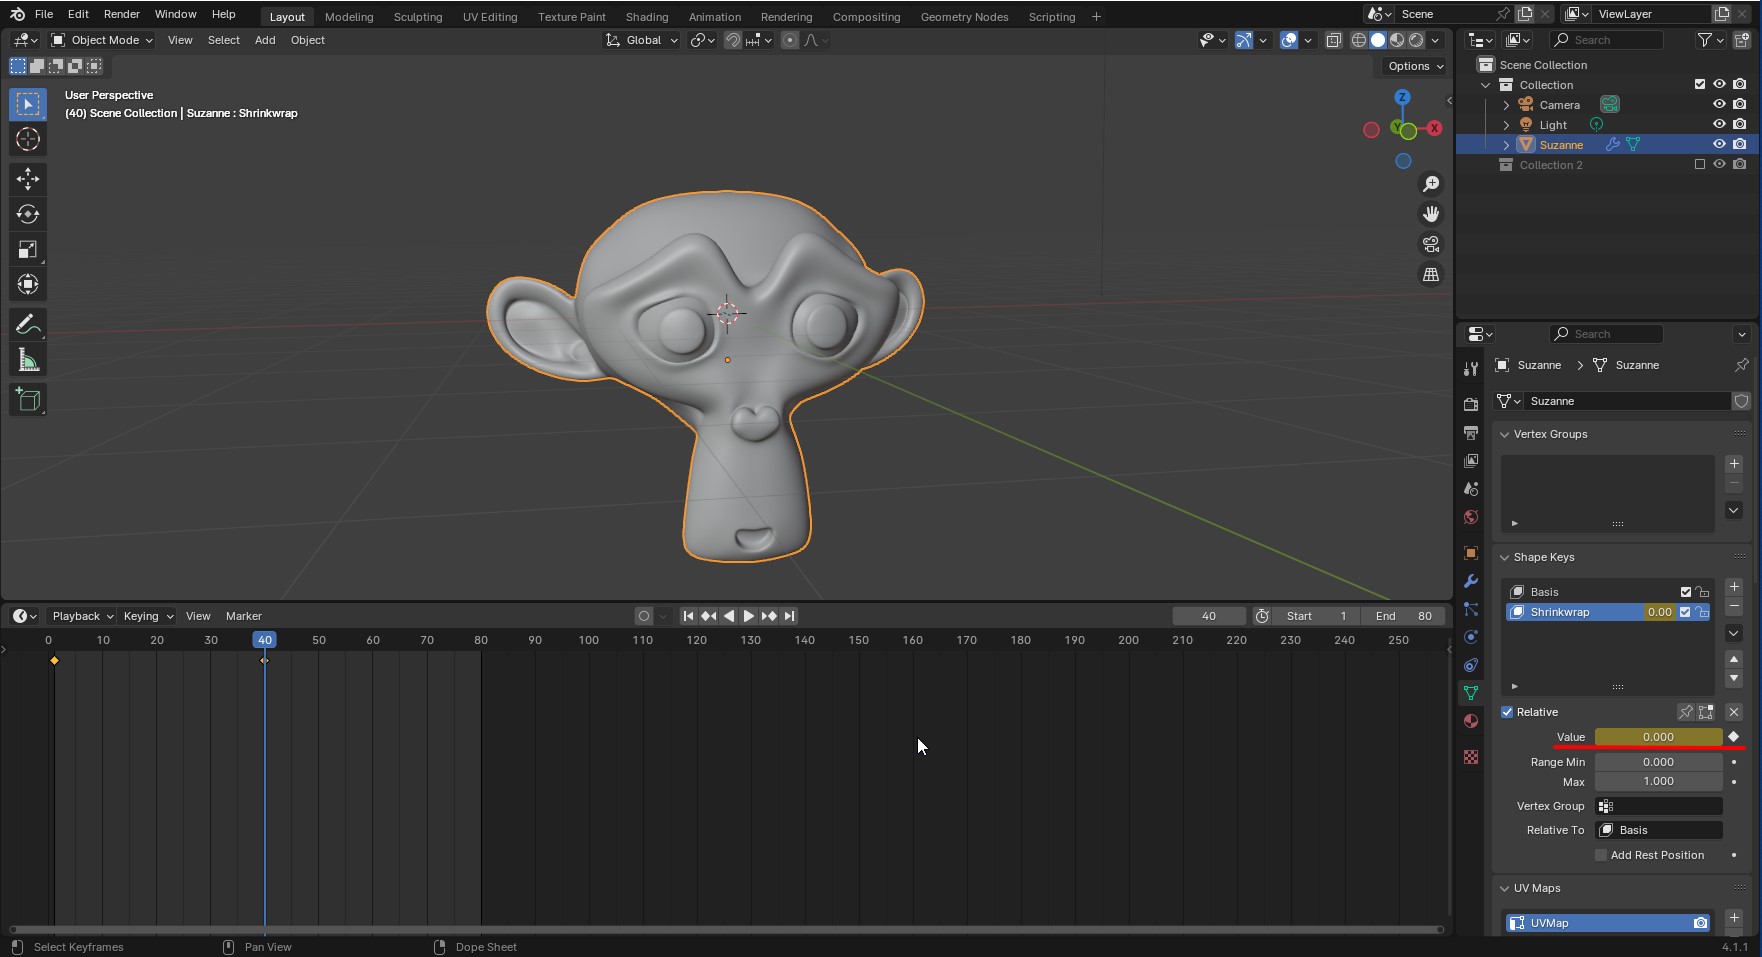 File Edit Render Window Help Layout Modeling Sculpting UV Editing Texture Paint Shading Animation Rendering Compositing Geometry Nodes Scripting + Scene ViewLayer
Object Mode View Select Add Object Global Search
Options
User Perspective
(40) Scene Collection | Suzanne : Shrinkwrap
Z
Y
X
Scene Collection
Collection
Camera
Light
Suzanne
Collection 2
Search
Suzanne > Suzanne
Suzanne
Vertex Groups
Shape Keys
Basis
Shrinkwrap 0.00
Relative
Value 0.000
Range Min 0.000
Max 1.000
Vertex Group
Relative To Basis
Add Rest Position
UV Maps
UVMap
Playback Keying View Marker 40 Start 1 End 80
0 10 20 30 40 50 60 70 80 90 100 110 120 130 140 150 160 170 180 190 200 210 220 230 240 250
Select Keyframes Pan View Dope Sheet 4.1.1